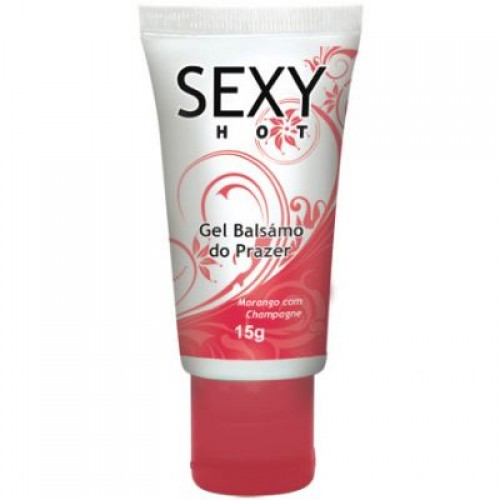 SEXY
HOT
Gel Balsámo
do Prazer
Morango com
Champagne
15g